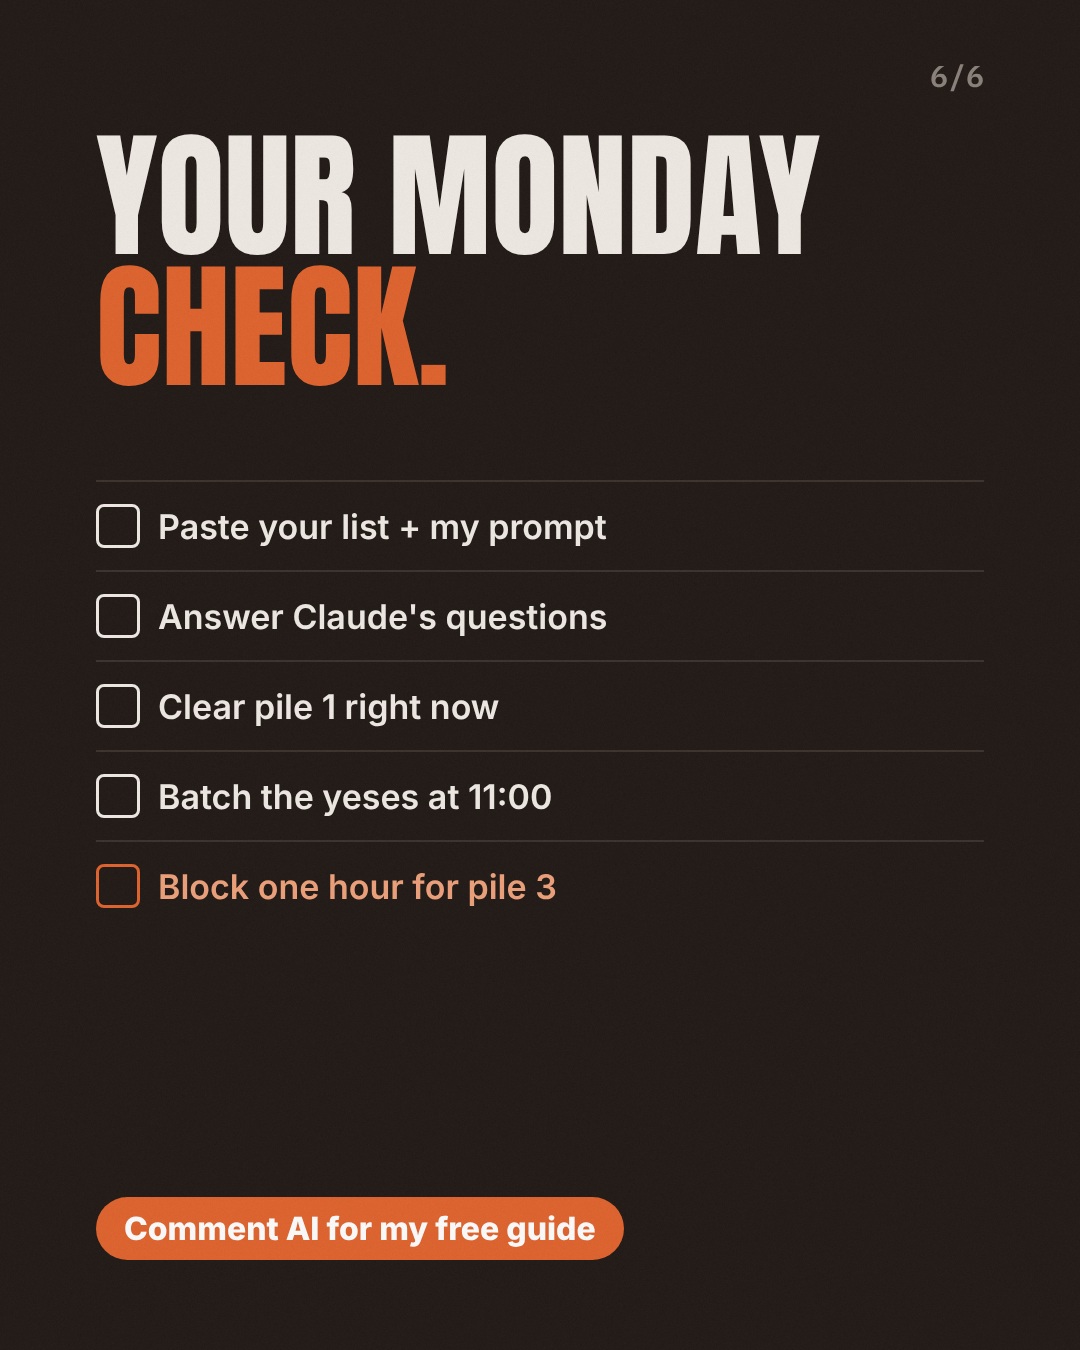 6/6
YOUR MONDAY
CHECK.
Paste your list + my prompt
Answer Claude's questions
Clear pile 1 right now
Batch the yeses at 11:00
Block one hour for pile 3
Comment AI for my free guide